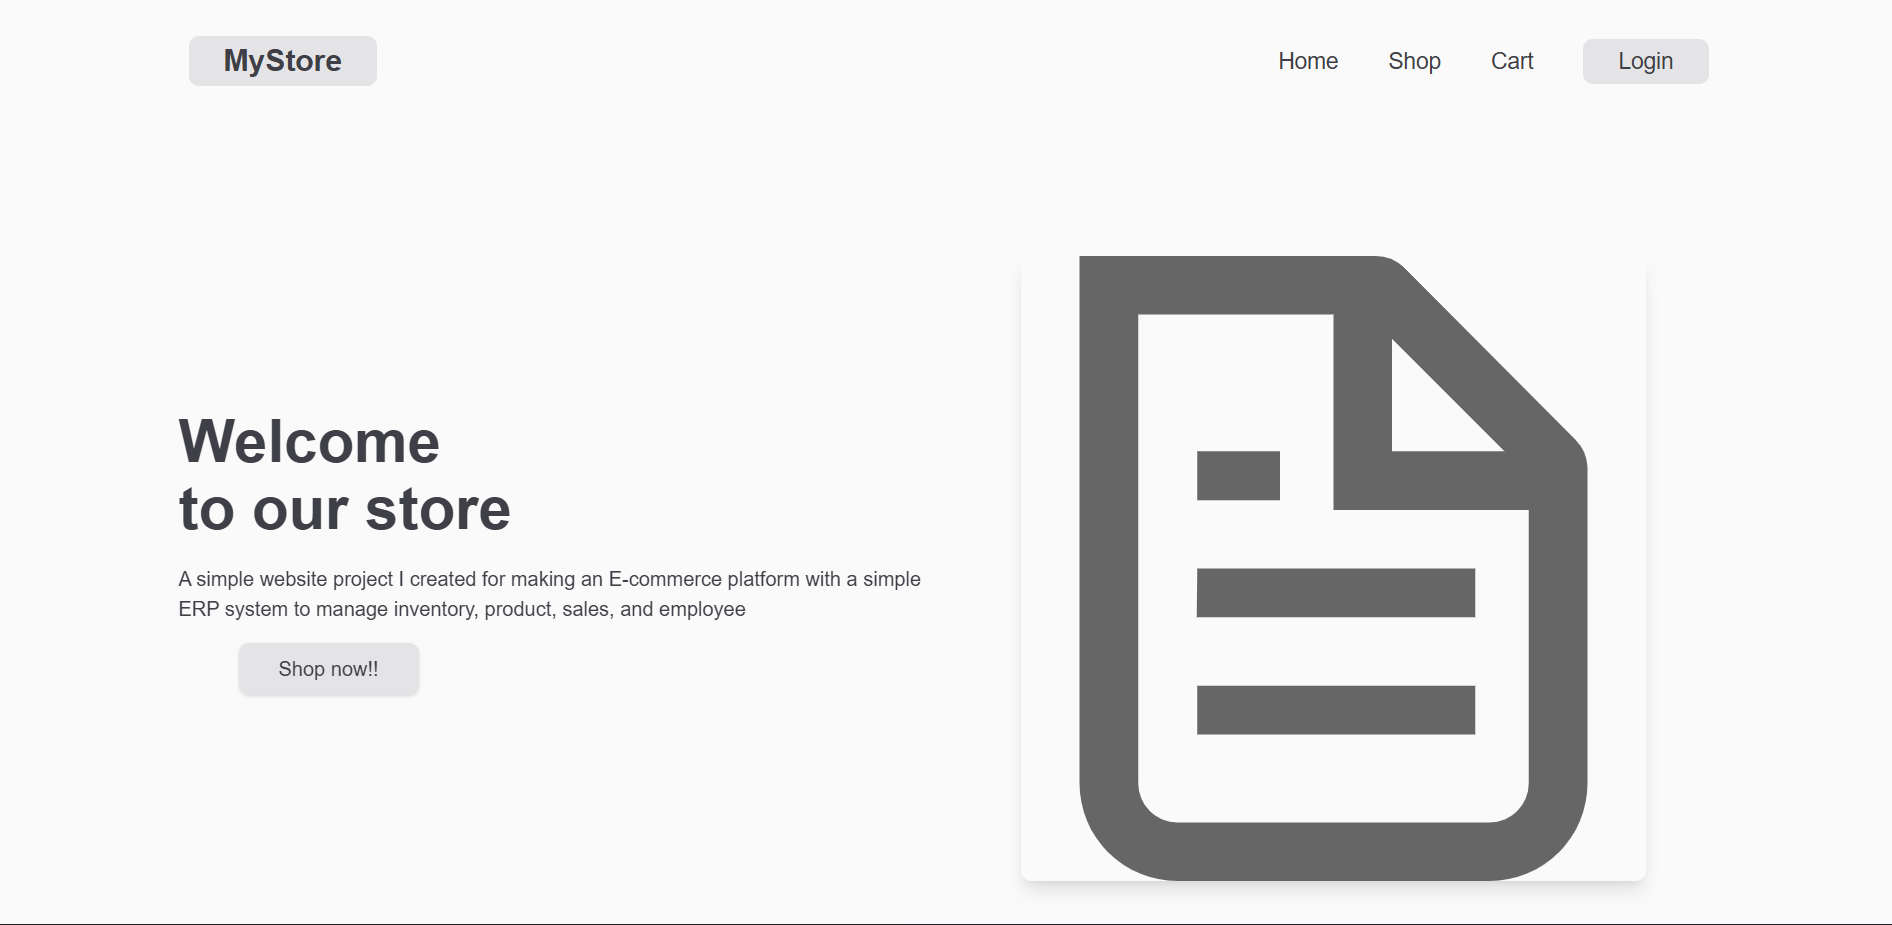 MyStore
Home Shop Cart Login
Welcome
to our store
A simple website project I created for making an E-commerce platform with a simple
ERP system to manage inventory, product, sales, and employee
Shop now!!